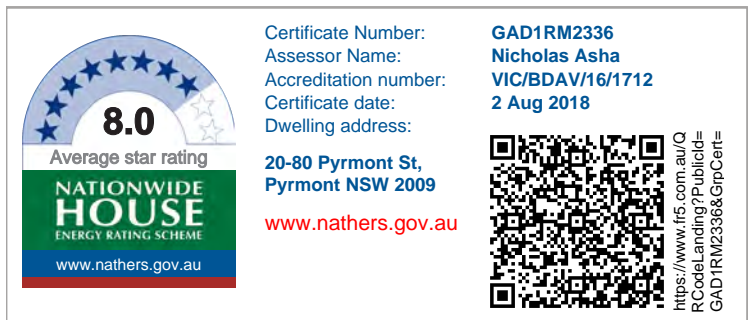 8.0
Average star rating
NATIONWIDE
HOUSE
ENERGY RATING SCHEME
www.nathers.gov.au
Certificate Number: GAD1RM2336
Assessor Name: Nicholas Asha
Accreditation number: VIC/BDAV/16/1712
Certificate date: 2 Aug 2018
Dwelling address:
20-80 Pyrmont St,
Pyrmont NSW 2009
www.nathers.gov.au
https://www.fr5.com.au/Q
RCodeLanding?PublicId=
GAD1RM2336&GrpCert=